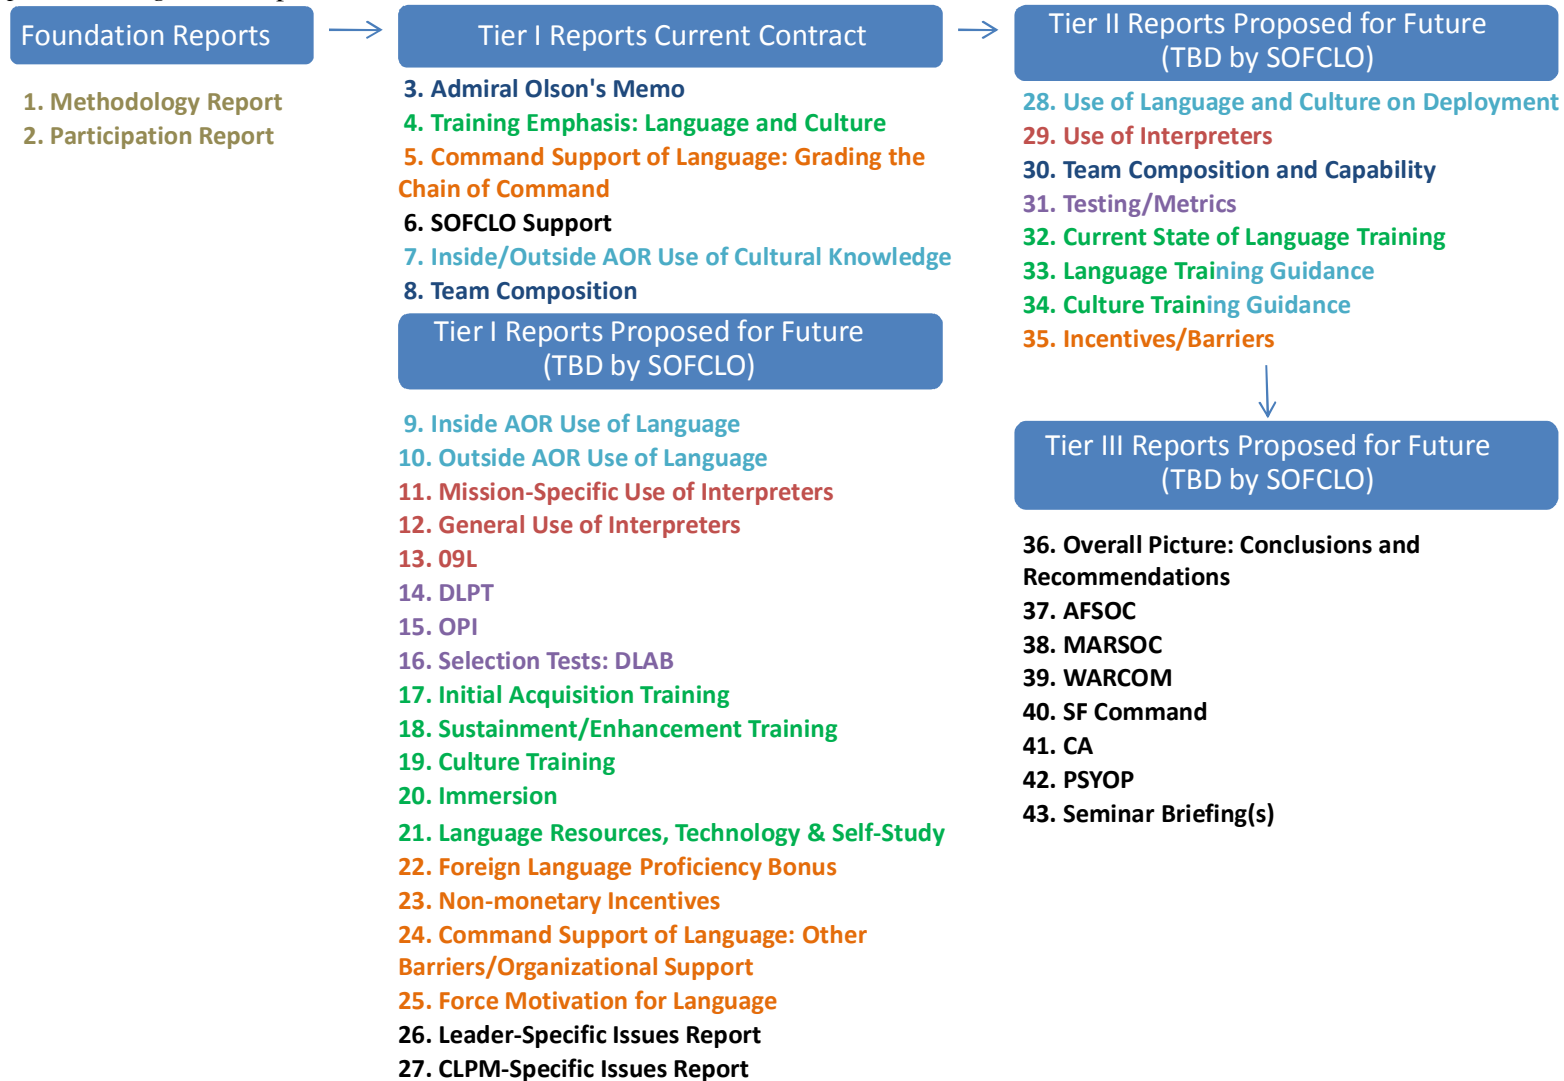 Foundation Reports
1. Methodology Report
2. Participation Report
Tier I Reports Current Contract
3. Admiral Olson's Memo
4. Training Emphasis: Language and Culture
5. Command Support of Language: Grading the
Chain of Command
6. SOFCLO Support
7. Inside/Outside AOR Use of Cultural Knowledge
8. Team Composition
Tier I Reports Proposed for Future
(TBD by SOFCLO)
9. Inside AOR Use of Language
10. Outside AOR Use of Language
11. Mission-Specific Use of Interpreters
12. General Use of Interpreters
13. 09L
14. DLPT
15. OPI
16. Selection Tests: DLAB
17. Initial Acquisition Training
18. Sustainment/Enhancement Training
19. Culture Training
20. Immersion
21. Language Resources, Technology & Self-Study
22. Foreign Language Proficiency Bonus
23. Non-monetary Incentives
24. Command Support of Language: Other
Barriers/Organizational Support
25. Force Motivation for Language
26. Leader-Specific Issues Report
27. CLPM-Specific Issues Report
Tier II Reports Proposed for Future
(TBD by SOFCLO)
28. Use of Language and Culture on Deployment
29. Use of Interpreters
30. Team Composition and Capability
31. Testing/Metrics
32. Current State of Language Training
33. Language Training Guidance
34. Culture Training Guidance
35. Incentives/Barriers
Tier III Reports Proposed for Future
(TBD by SOFCLO)
36. Overall Picture: Conclusions and
Recommendations
37. AFSOC
38. MARSOC
39. WARCOM
40. SF Command
41. CA
42. PSYOP
43. Seminar Briefing(s)